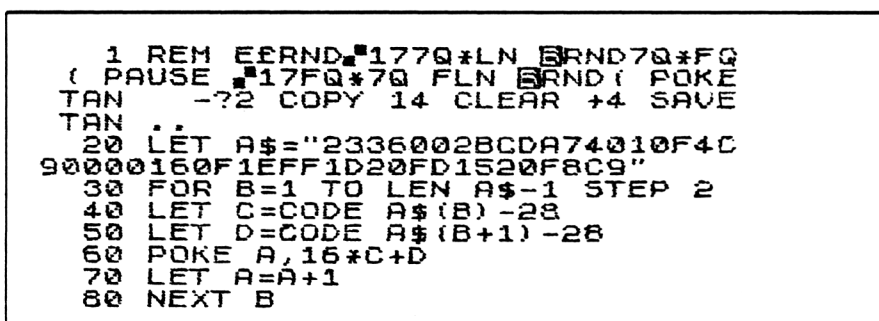 1 REM E£RND▗▝177Q*LN SRND7Q*FQ
( PAUSE ▗▝17FQ*7Q FLN SRND( POKE
TAN -?2 COPY 14 CLEAR +4 SAVE
TAN ..
20 LET A$="2336002BCDA74010F4C
90000160F1EFF1D20FD1520F8C9"
30 FOR B=1 TO LEN A$-1 STEP 2
40 LET C=CODE A$(B)-28
50 LET D=CODE A$(B+1)-28
60 POKE A,16*C+D
70 LET A=A+1
80 NEXT B